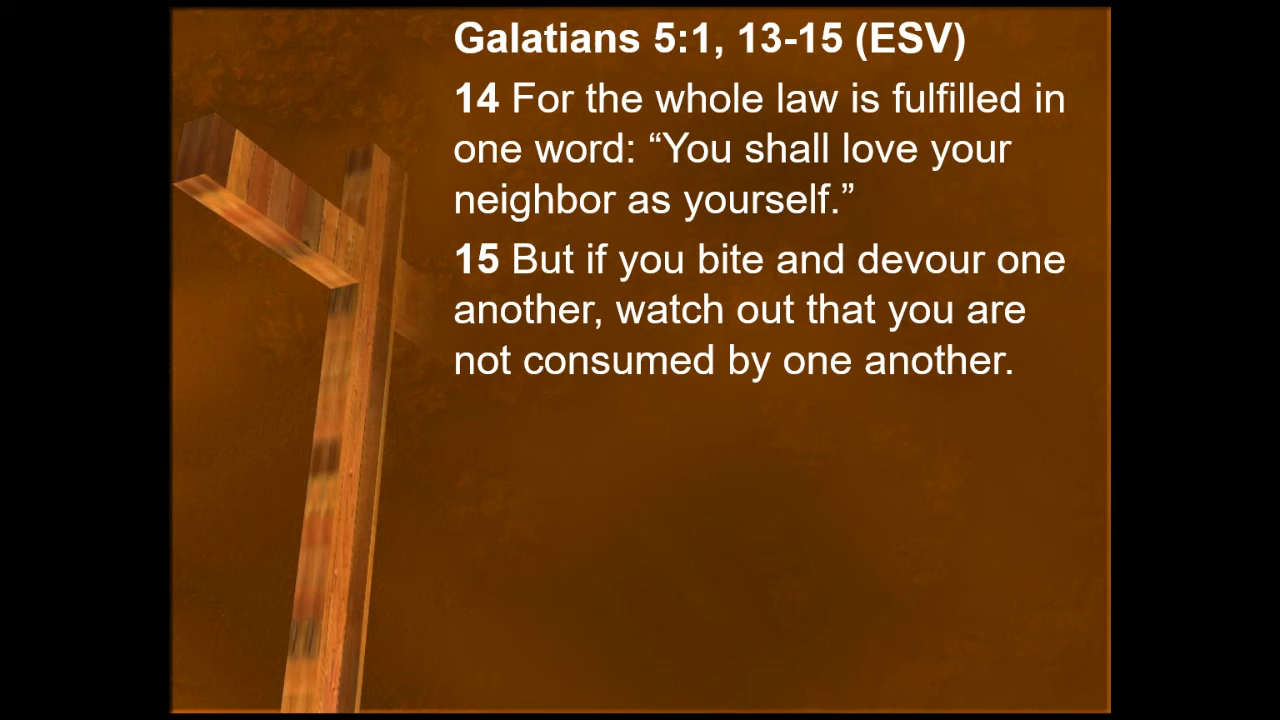 Galatians 5:1, 13-15 (ESV)
14 For the whole law is fulfilled in
one word: “You shall love your
neighbor as yourself.”
15 But if you bite and devour one
another, watch out that you are
not consumed by one another.